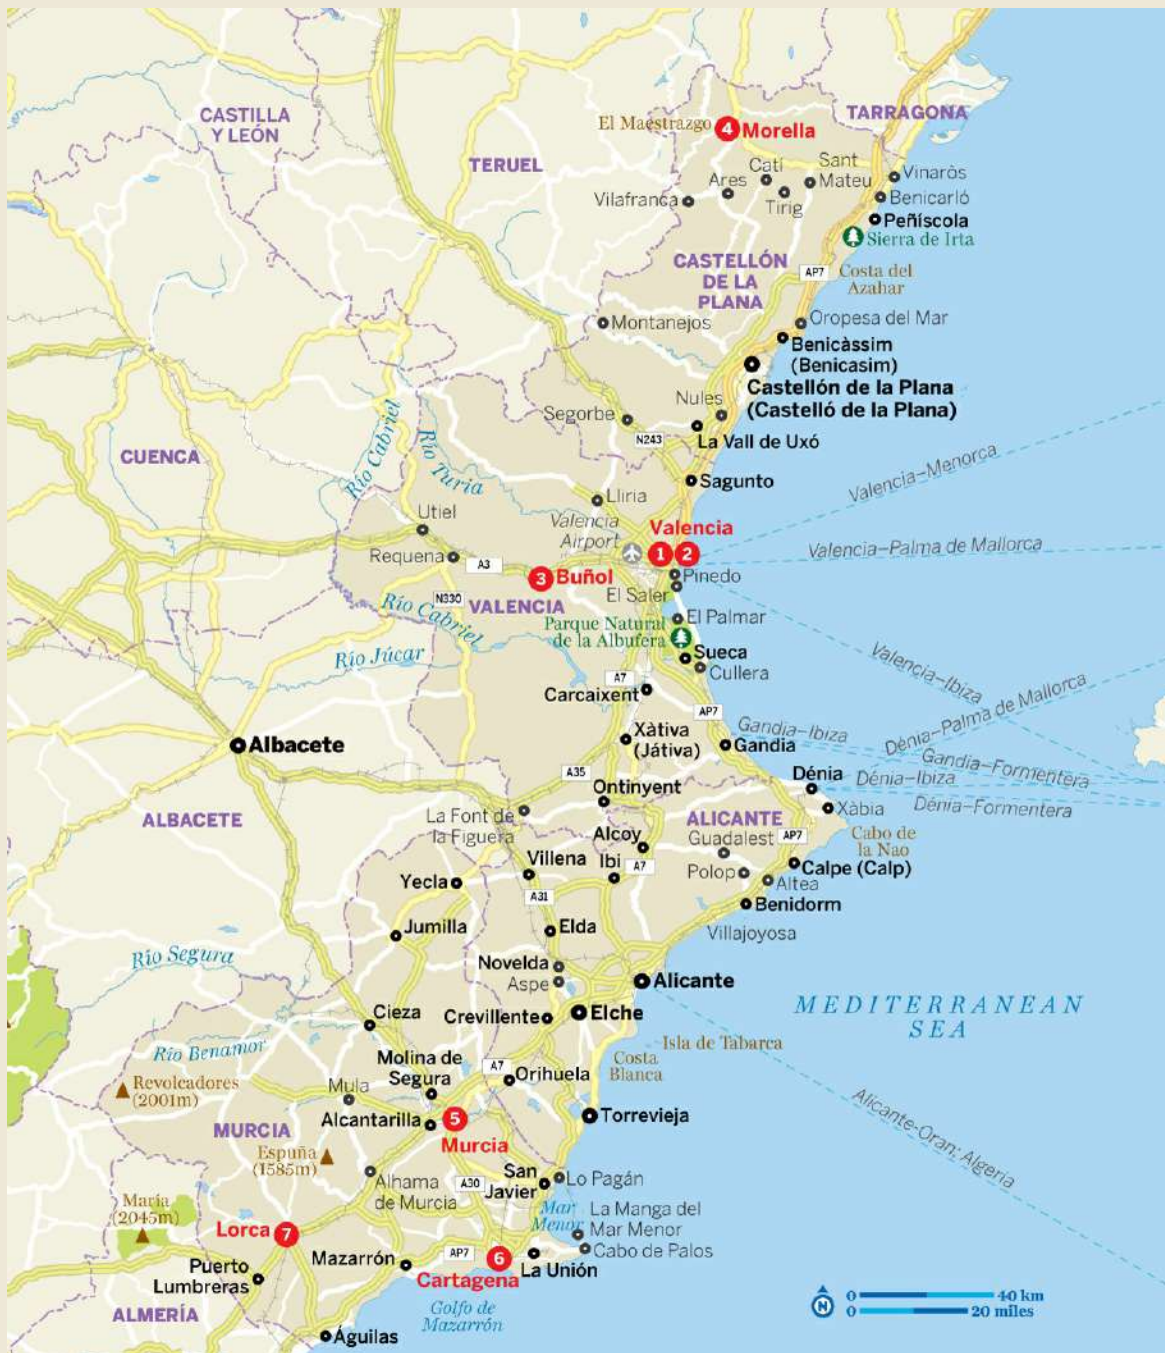 CASTILLA
Y LEÓN
TERUEL
TARRAGONA
El Maestrazgo
4 Morella
Catí
Sant
Mateu
Ares
Tirig
Vilafranca
Vinaròs
Benicarló
Peñíscola
Sierra de Irta
CASTELLÓN
DE LA
PLANA
AP7
Costa del
Azahar
Montanejos
Oropesa del Mar
Benicàssim
(Benicasim)
Castellón de la Plana
(Castelló de la Plana)
Nules
Segorbe
N243
La Vall de Uxó
CUENCA
Río Cabriel
Río Turia
Sagunto
Valencia–Menorca
Lliria
Utiel
Valencia
Airport
Valencia
1 2
Valencia–Palma de Mallorca
Requena
A3
3 Buñol
Pinedo
El Saler
N330
VALENCIA
Río Cabriel
El Palmar
Parque Natural
de la Albufera
Río Júcar
Sueca
Cullera
Valencia–Ibiza
A7
Carcaixent
AP7
Dénia–Palma de Mallorca
Xàtiva
(Játiva)
Gandia–Ibiza
Gandia
Albacete
Gandia–Formentera
A35
Dénia
Dénia–Ibiza
Ontinyent
Xàbia
Dénia–Formentera
La Font de
la Figuera
ALBACETE
ALICANTE
Alcoy
Guadalest
AP7
Cabo de
la Nao
Villena
Ibi
A7
Calpe (Calp)
Polop
Altea
Yecla
A31
Benidorm
Jumilla
Elda
Villajoyosa
Río Segura
Novelda
Aspe
Alicante
MEDITERRANEAN
SEA
Cieza
Crevillente
Elche
Río Benamor
Isla de Tabarca
Costa
Blanca
Molina de
Segura
A7
Orihuela
Revolcadores
(2001m)
Mula
Alcantarilla
5
Murcia
Torrevieja
Alicante-Oran; Algeria
MURCIA
Espuña
(1585m)
Alhama
de Murcia
A30
San
Javier
Lo Pagán
María
(2045m)
Mar
Menor
La Manga del
Mar Menor
Cabo de Palos
Lorca 7
Mazarrón
AP7
6
Cartagena
La Unión
Puerto
Lumbreras
ALMERÍA
Golfo de
Mazarrón
Águilas
N
0 40 km
0 20 miles